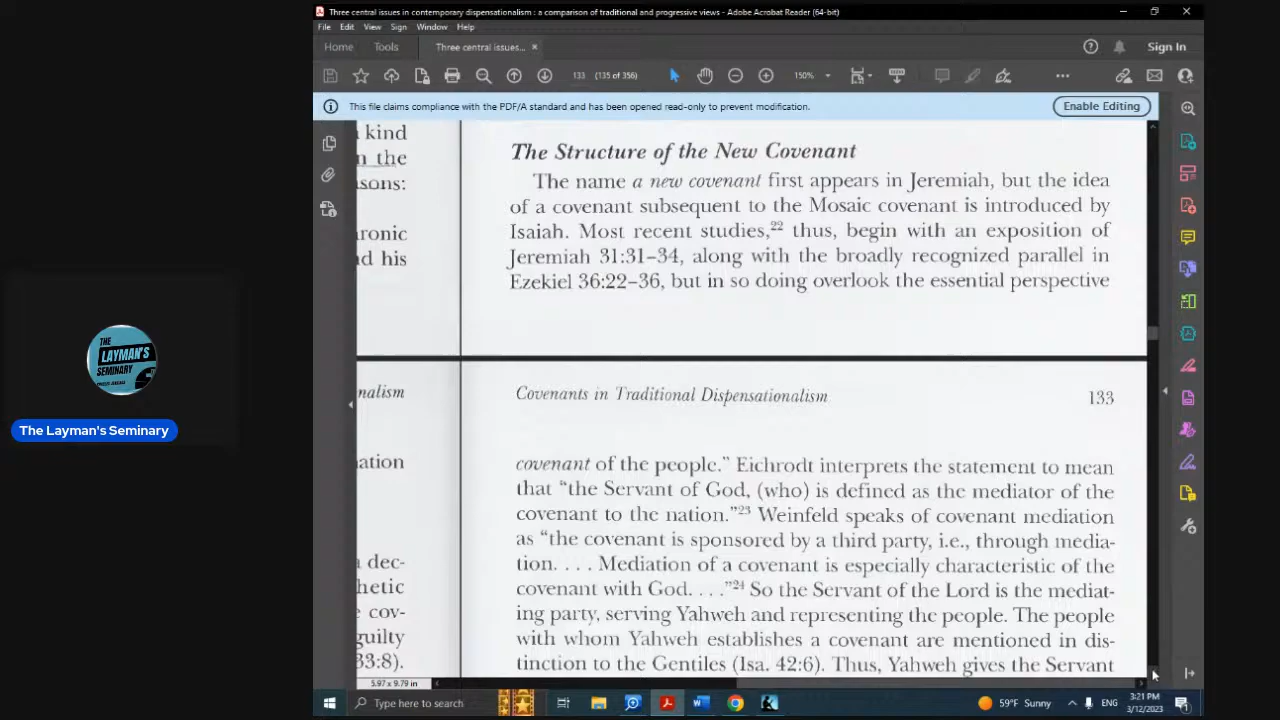 Three central issues in contemporary dispensationalism : a comparison of traditional and progressive views - Adobe Acrobat Reader (64-bit)
File Edit View Sign Window Help
Home Tools Three central issues... × Sign In
133 (135 of 356) 150%
This file claims compliance with the PDF/A standard and has been opened read-only to prevent modification. Enable Editing
kind
n the
sons:
ronic
d his
The Structure of the New Covenant
The name a new covenant first appears in Jeremiah, but the idea
of a covenant subsequent to the Mosaic covenant is introduced by
Isaiah. Most recent studies,22 thus, begin with an exposition of
Jeremiah 31:31–34, along with the broadly recognized parallel in
Ezekiel 36:22–36, but in so doing overlook the essential perspective
nalism
ation
dec-
hetic
cov-
guilty
33:8).
Covenants in Traditional Dispensationalism 133
covenant of the people.” Eichrodt interprets the statement to mean
that “the Servant of God, (who) is defined as the mediator of the
covenant to the nation.”23 Weinfeld speaks of covenant mediation
as “the covenant is sponsored by a third party, i.e., through media-
tion. . . . Mediation of a covenant is especially characteristic of the
covenant with God. . . .”24 So the Servant of the Lord is the mediat-
ing party, serving Yahweh and representing the people. The people
with whom Yahweh establishes a covenant are mentioned in dis-
tinction to the Gentiles (Isa. 42:6). Thus, Yahweh gives the Servant
5.97 x 9.79 in
THE
LAYMAN'S
SEMINARY
The Layman's Seminary
Type here to search
59°F Sunny
ENG
3:21 PM
3/12/2023